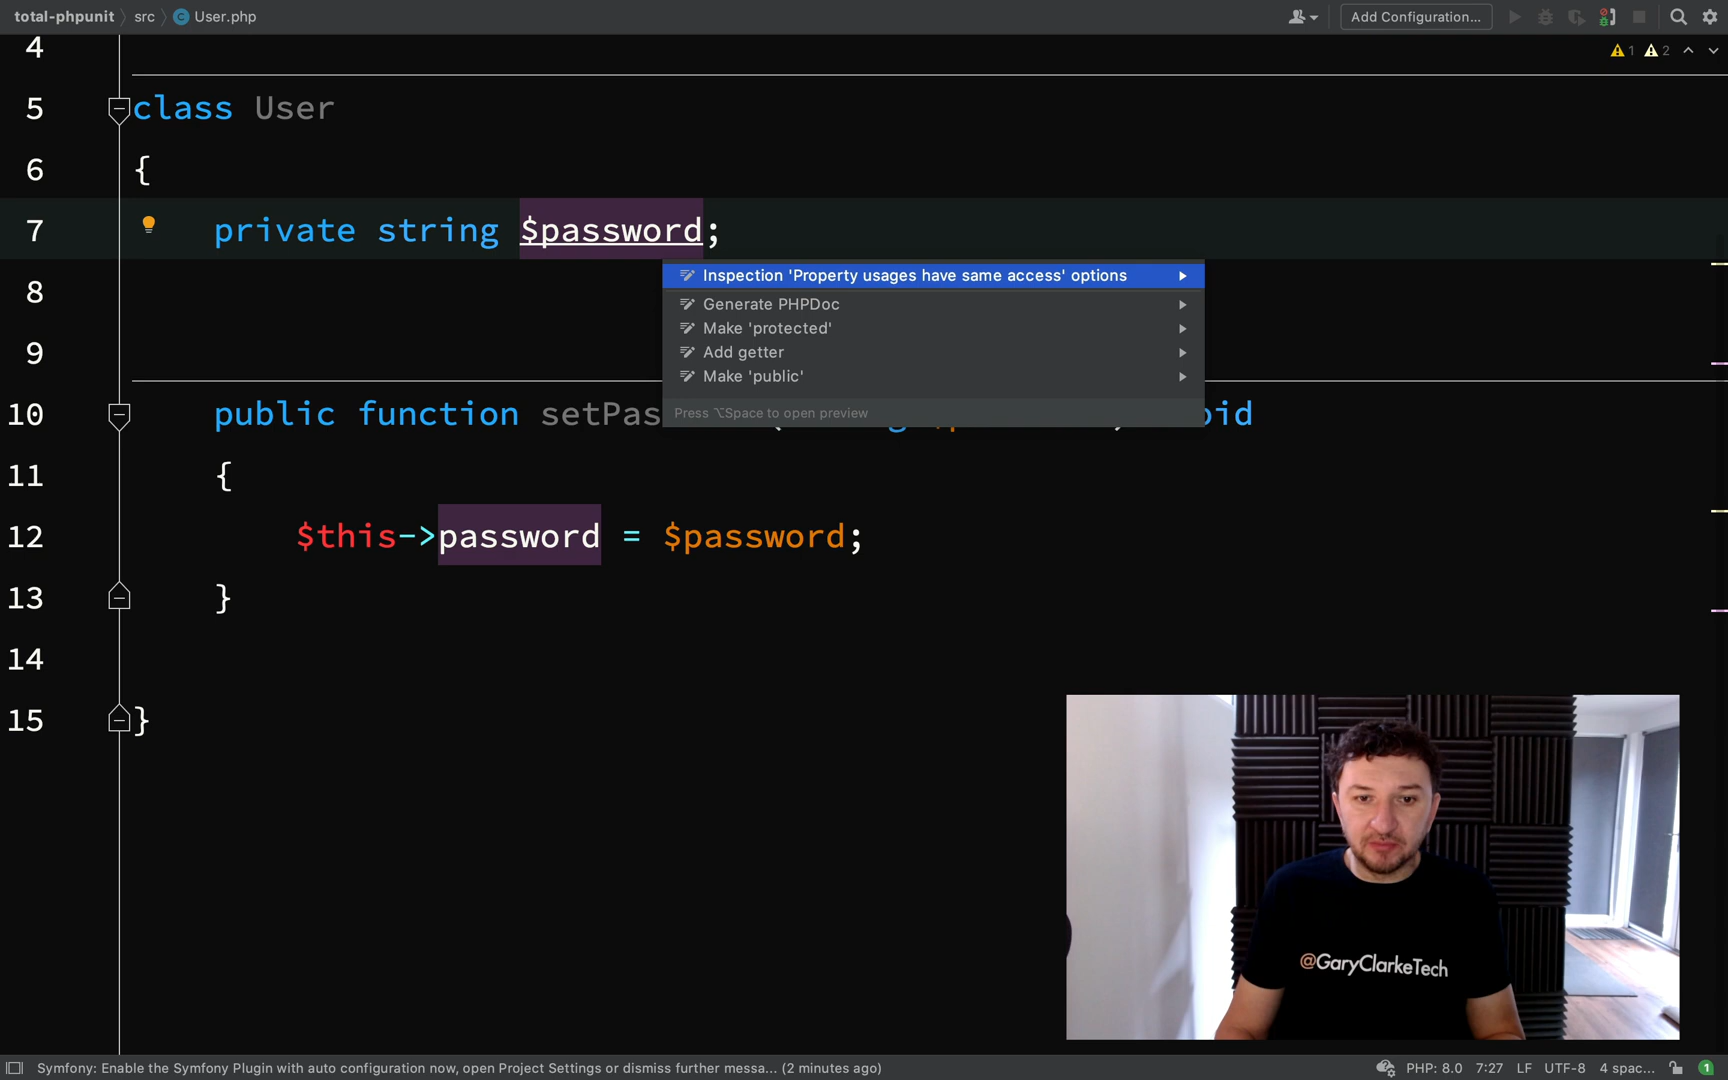 total-phpunit src User.php Add Configuration...
1 2
4
5 class User
6 {
7 private string $password;
Inspection 'Property usages have same access' options
8
Generate PHPDoc
Make 'protected'
9 Add getter
Make 'public'
Press ⌥Space to open preview
10 public function setPas oid
11 {
12 $this->password = $password;
13 }
14
15 }
@GaryClarkeTech
Symfony: Enable the Symfony Plugin with auto configuration now, open Project Settings or dismiss further messa... (2 minutes ago) PHP: 8.0 7:27 LF UTF-8 4 spac... 1